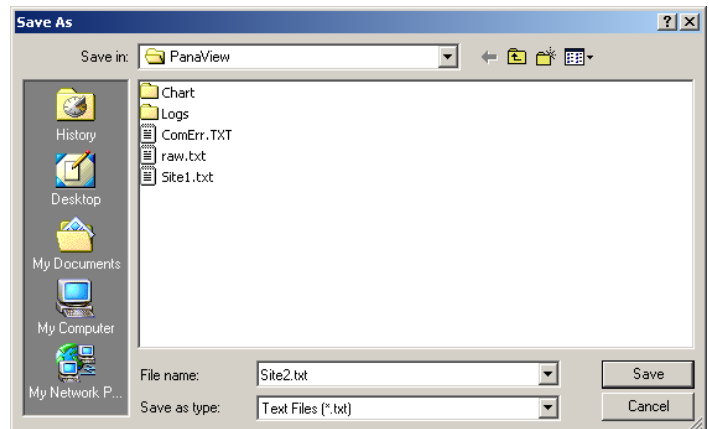 Save As
Save in: PanaView
History
Desktop
My Documents
My Computer
My Network P...
Chart
Logs
ComErr.TXT
raw.txt
Site1.txt
File name: Site2.txt Save
Save as type: Text Files (*.txt) Cancel